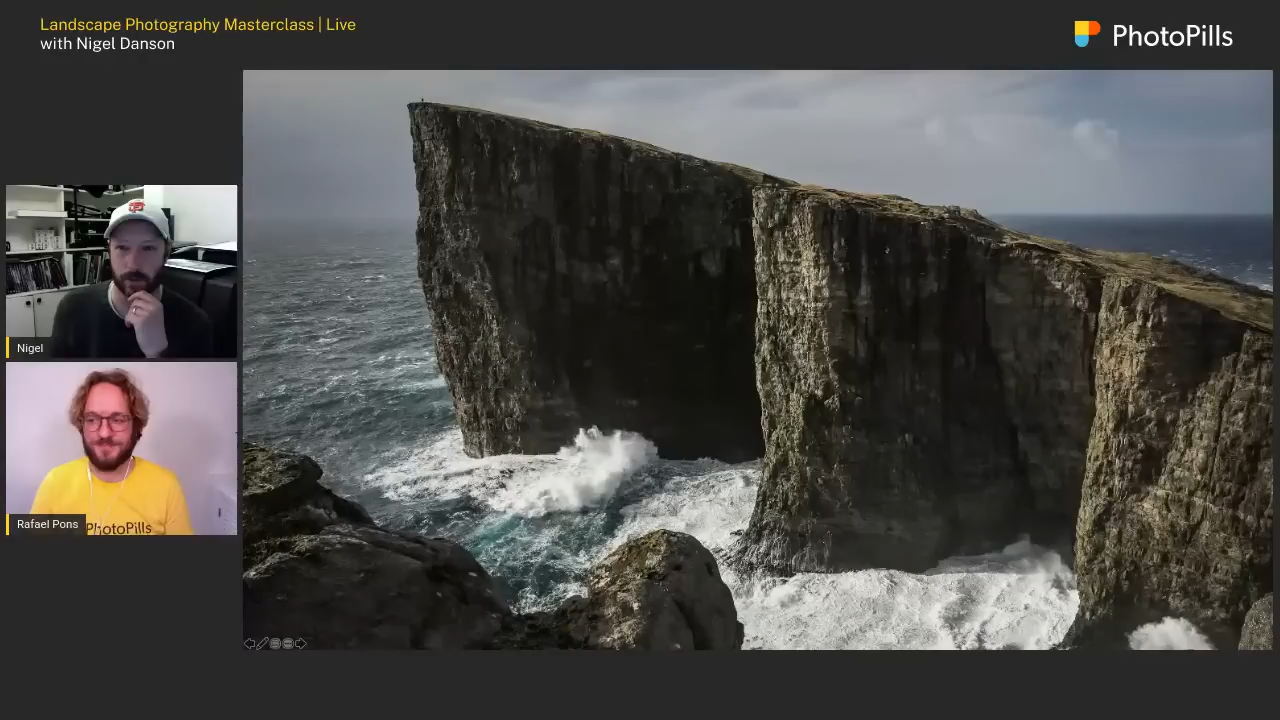 Landscape Photography Masterclass | Live
with Nigel Danson
PhotoPills
Nigel
Rafael Pons
PhotoPills